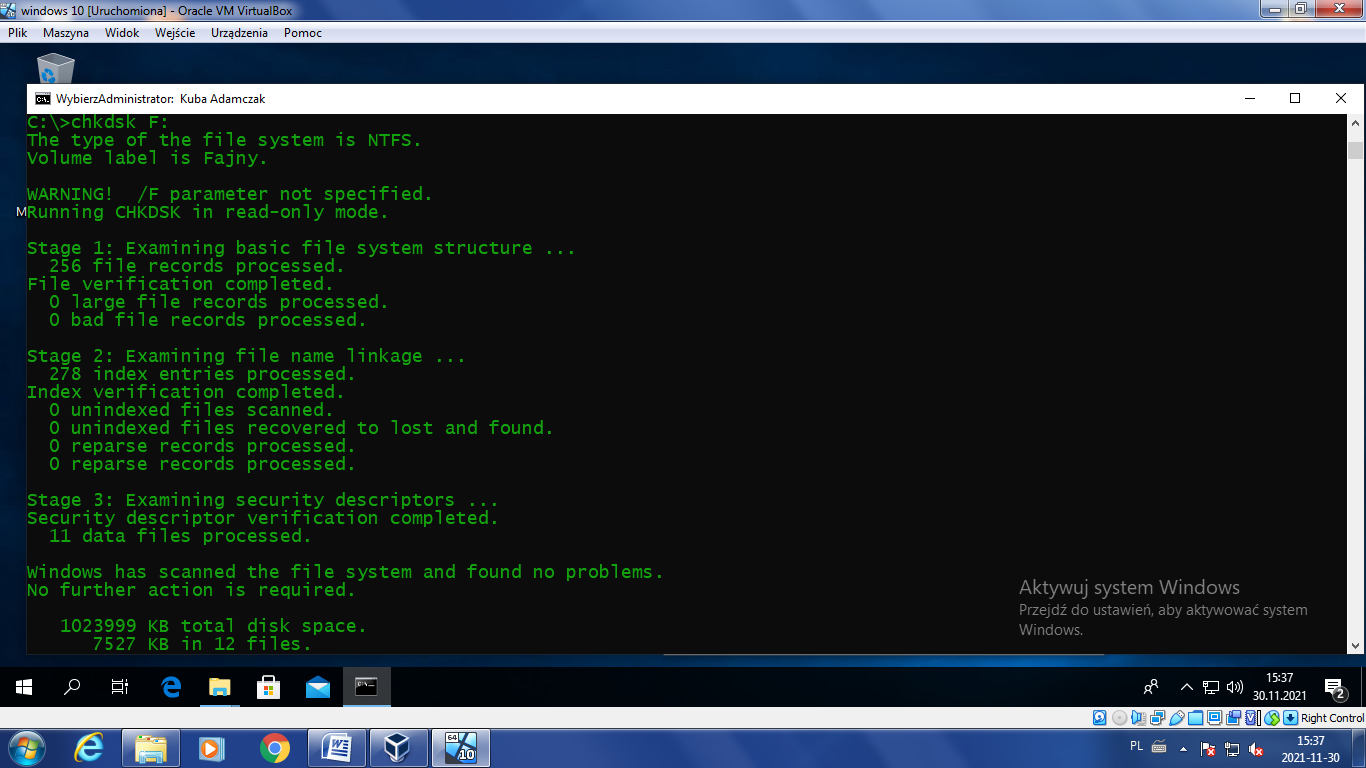 windows 10 [Uruchomiona] - Oracle VM VirtualBox
Plik Maszyna Widok Wejście Urządzenia Pomoc
WybierzAdministrator: Kuba Adamczak
C:\>chkdsk F:
The type of the file system is NTFS.
Volume label is Fajny.
WARNING!  /F parameter not specified.
M
Running CHKDSK in read-only mode.
Stage 1: Examining basic file system structure ...
256 file records processed.
File verification completed.
0 large file records processed.
0 bad file records processed.
Stage 2: Examining file name linkage ...
278 index entries processed.
Index verification completed.
0 unindexed files scanned.
0 unindexed files recovered to lost and found.
0 reparse records processed.
0 reparse records processed.
Stage 3: Examining security descriptors ...
Security descriptor verification completed.
11 data files processed.
Windows has scanned the file system and found no problems.
No further action is required.
1023999 KB total disk space.
7527 KB in 12 files.
Aktywuj system Windows
Przejdź do ustawień, aby aktywować system
Windows.
15:37
30.11.2021
2
Right Control
64
10
PL
15:37
2021-11-30